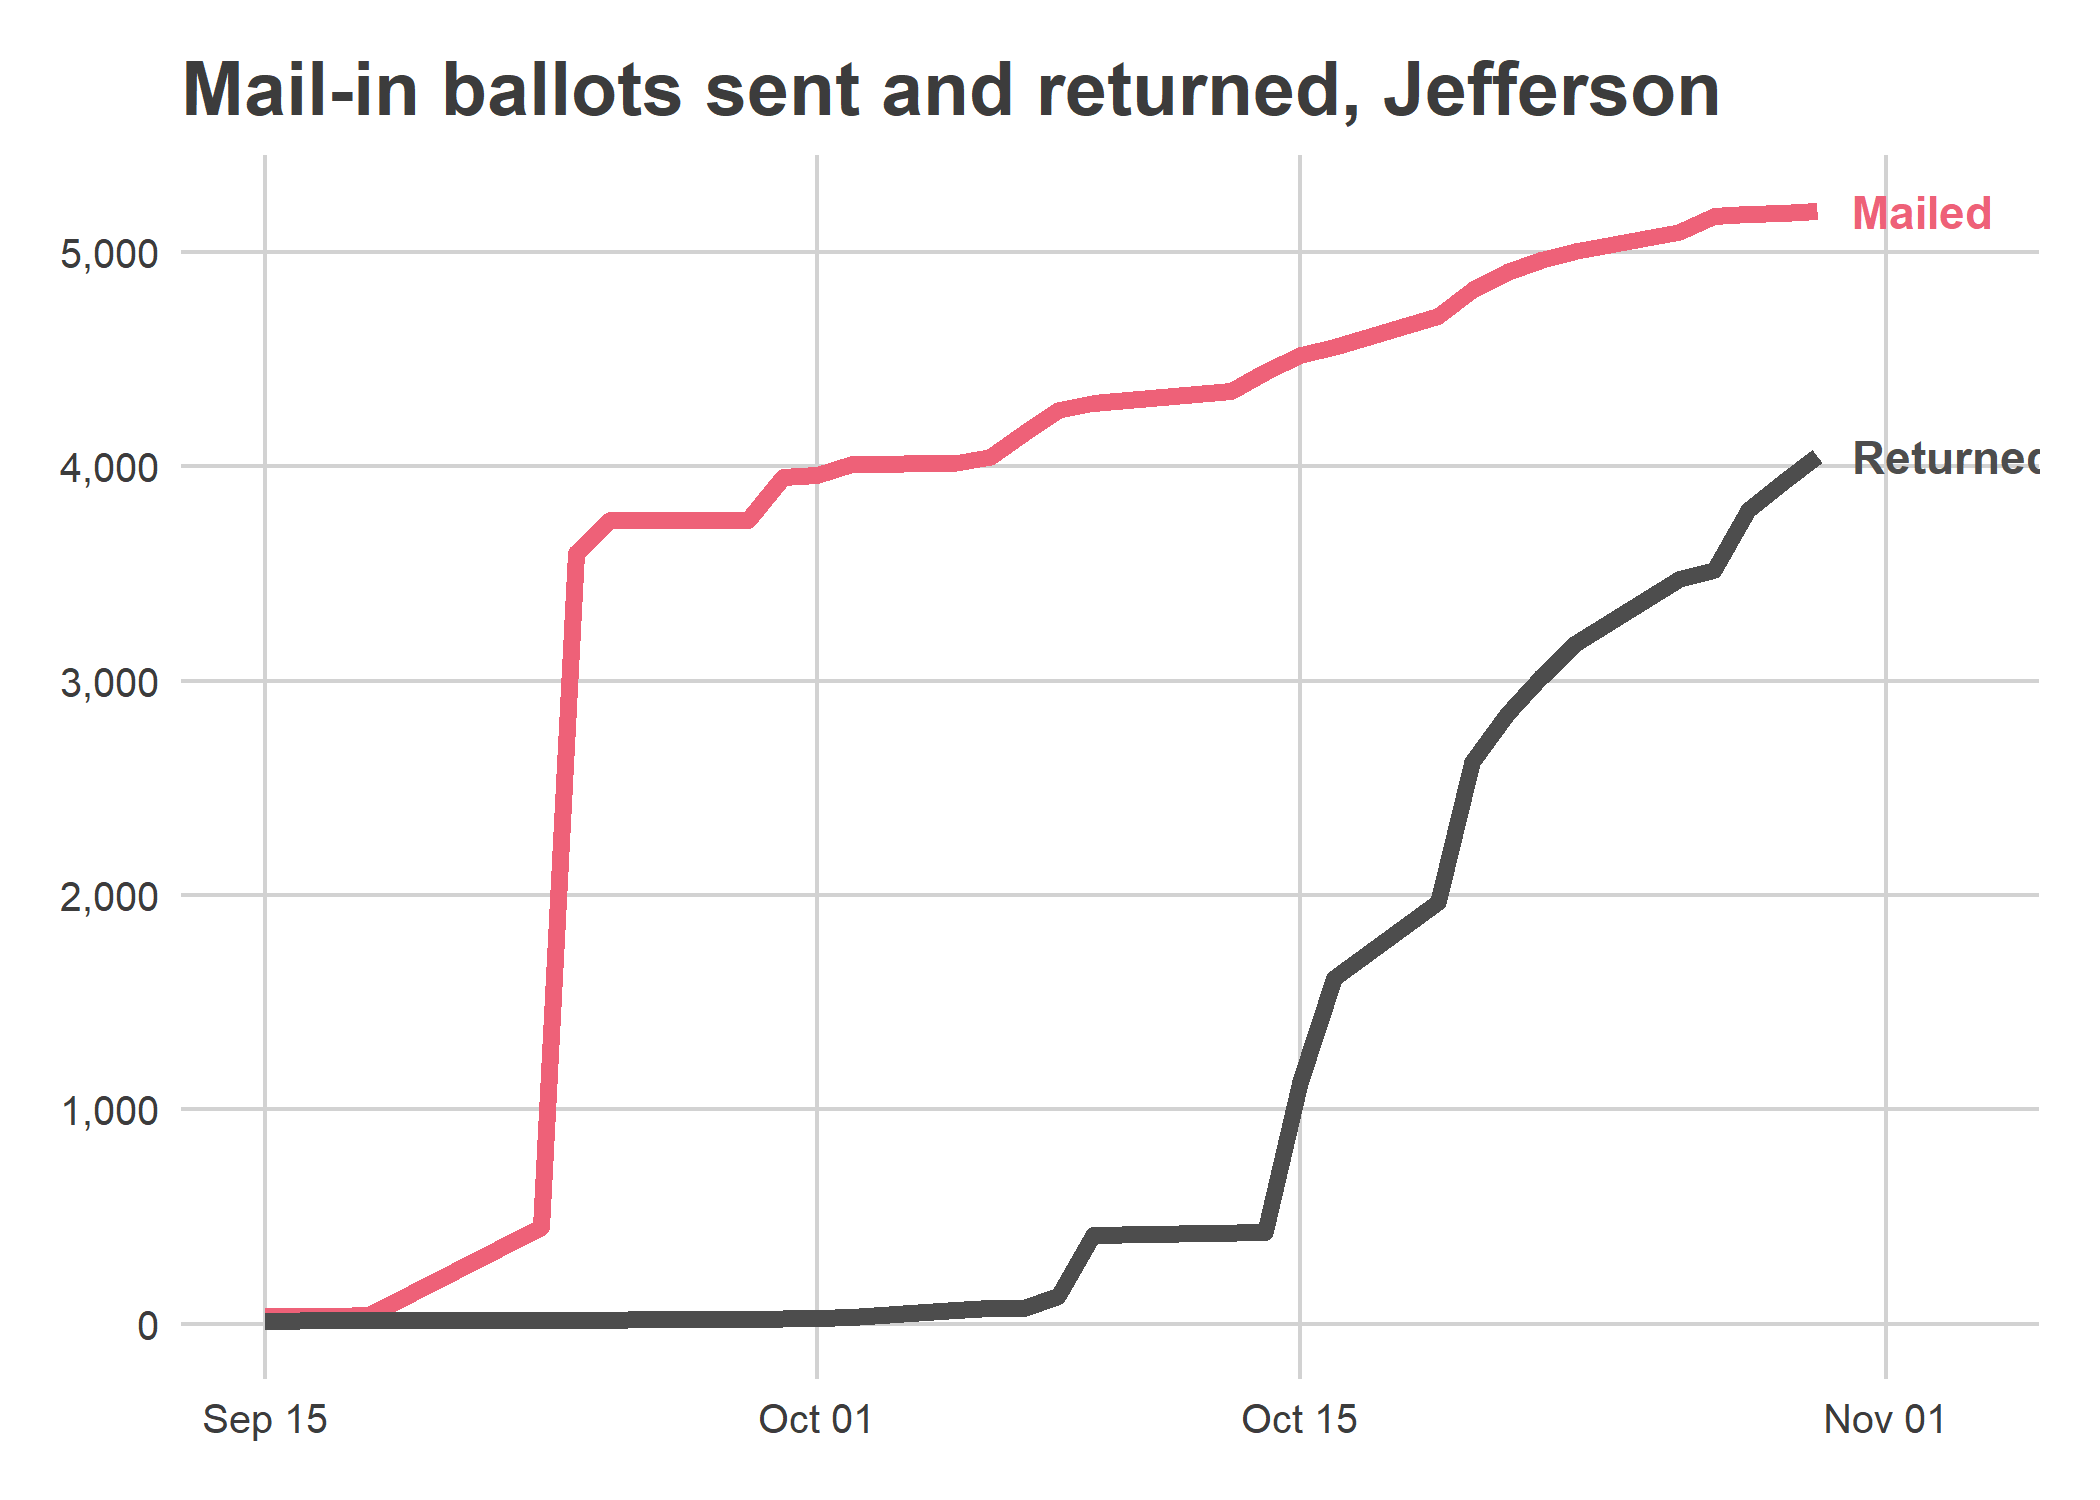 Mail-in ballots sent and returned, Jefferson
Mailed
5,000
Returned
4,000
3,000
2,000
1,000
0
Sep 15 Oct 01 Oct 15 Nov 01